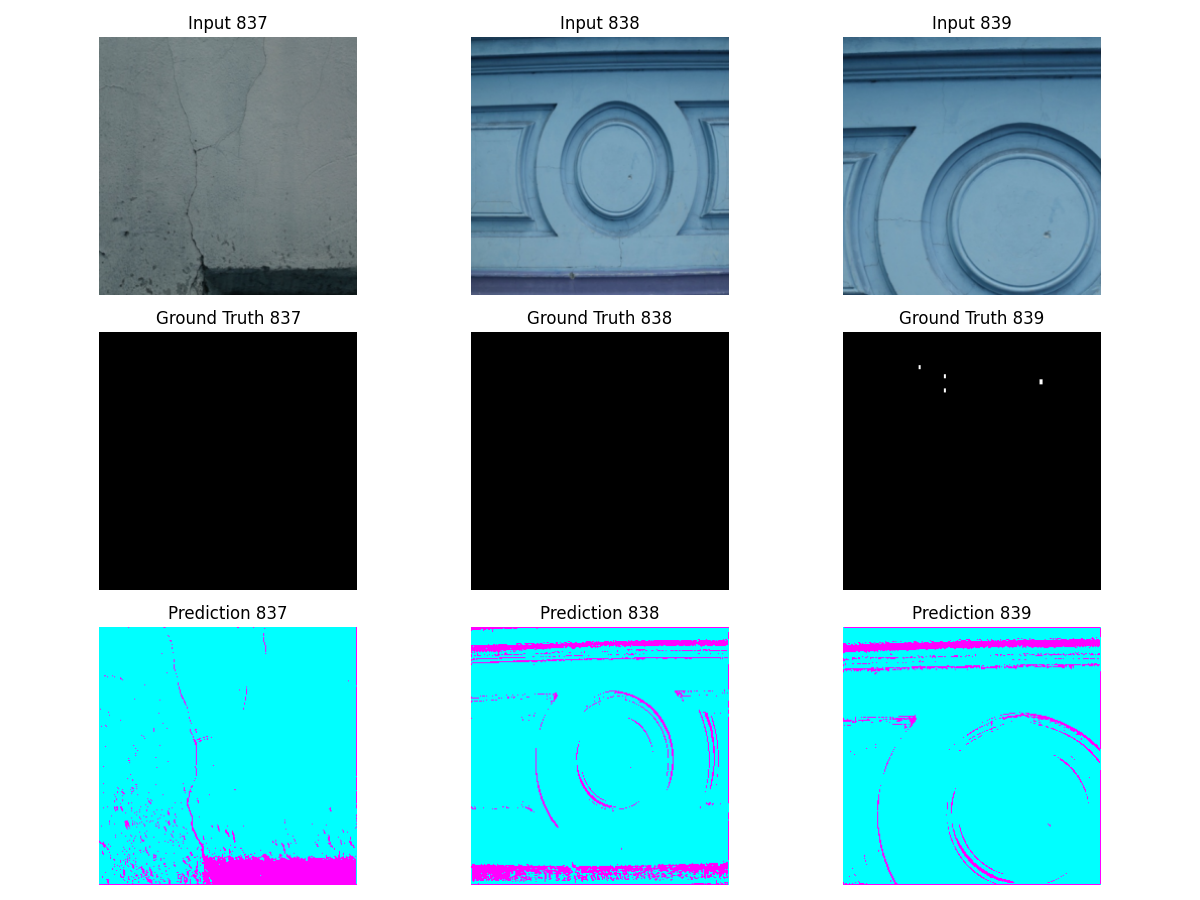 Input 837
Input 838
Input 839
Ground Truth 837
Ground Truth 838
Ground Truth 839
Prediction 837
Prediction 838
Prediction 839